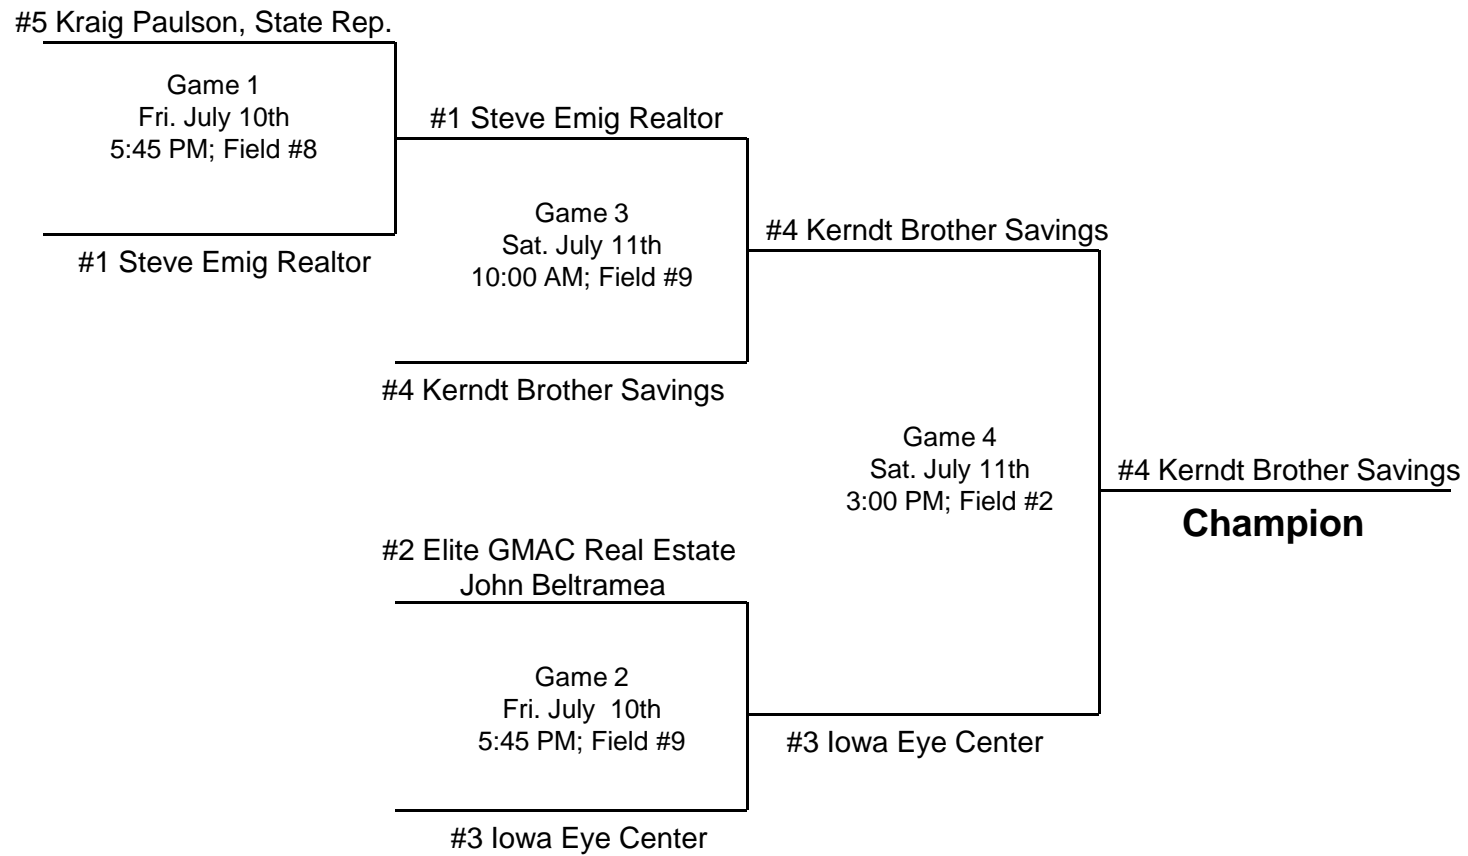 #5 Kraig Paulson, State Rep.
Game 1
Fri. July 10th
5:45 PM; Field #8
#1 Steve Emig Realtor
#1 Steve Emig Realtor
Game 3
Sat. July 11th
10:00 AM; Field #9
#4 Kerndt Brother Savings
#4 Kerndt Brother Savings
Game 4
Sat. July 11th
3:00 PM; Field #2
#4 Kerndt Brother Savings
Champion
#2 Elite GMAC Real Estate
John Beltramea
Game 2
Fri. July  10th
5:45 PM; Field #9
#3 Iowa Eye Center
#3 Iowa Eye Center